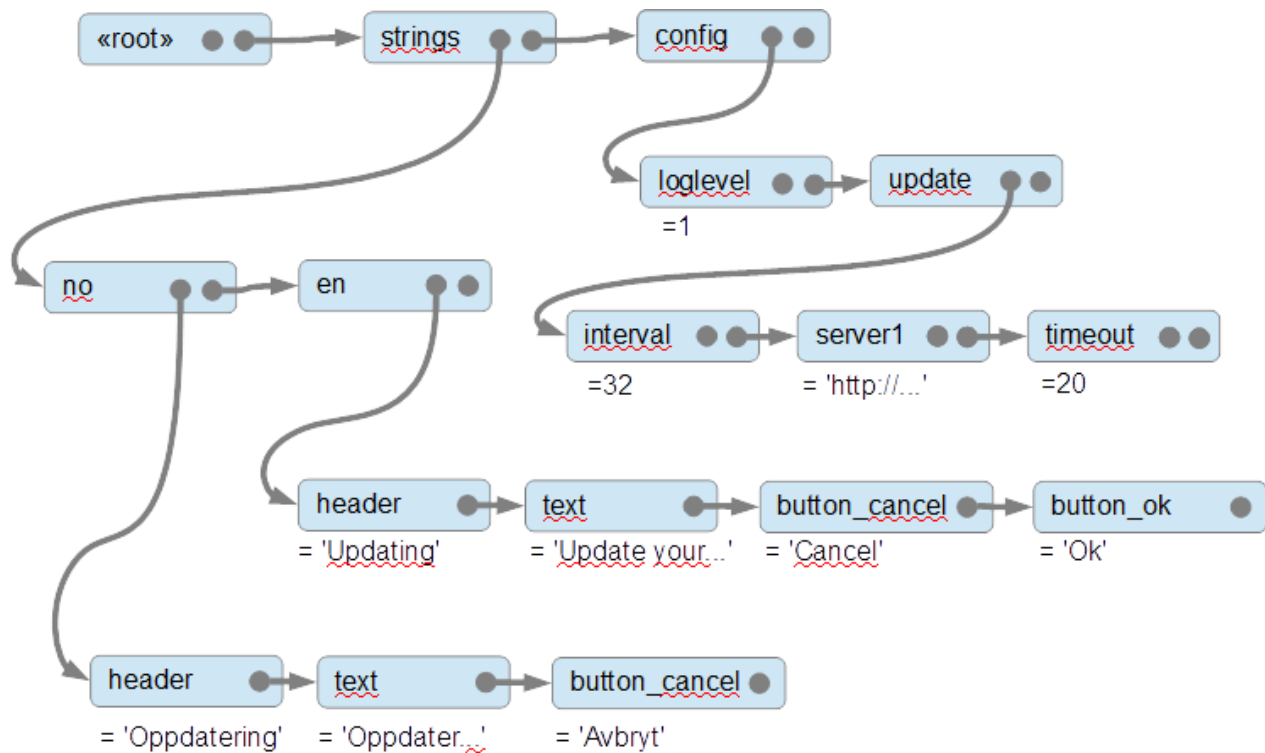 «root» strings config
loglevel update
=1
no en
interval server1 timeout
=32 = 'http://...' =20
header text button_cancel button_ok
= 'Updating' = 'Update your...' = 'Cancel' = 'Ok'
header text button_cancel
= 'Oppdatering' = 'Oppdater...' = 'Avbryt'